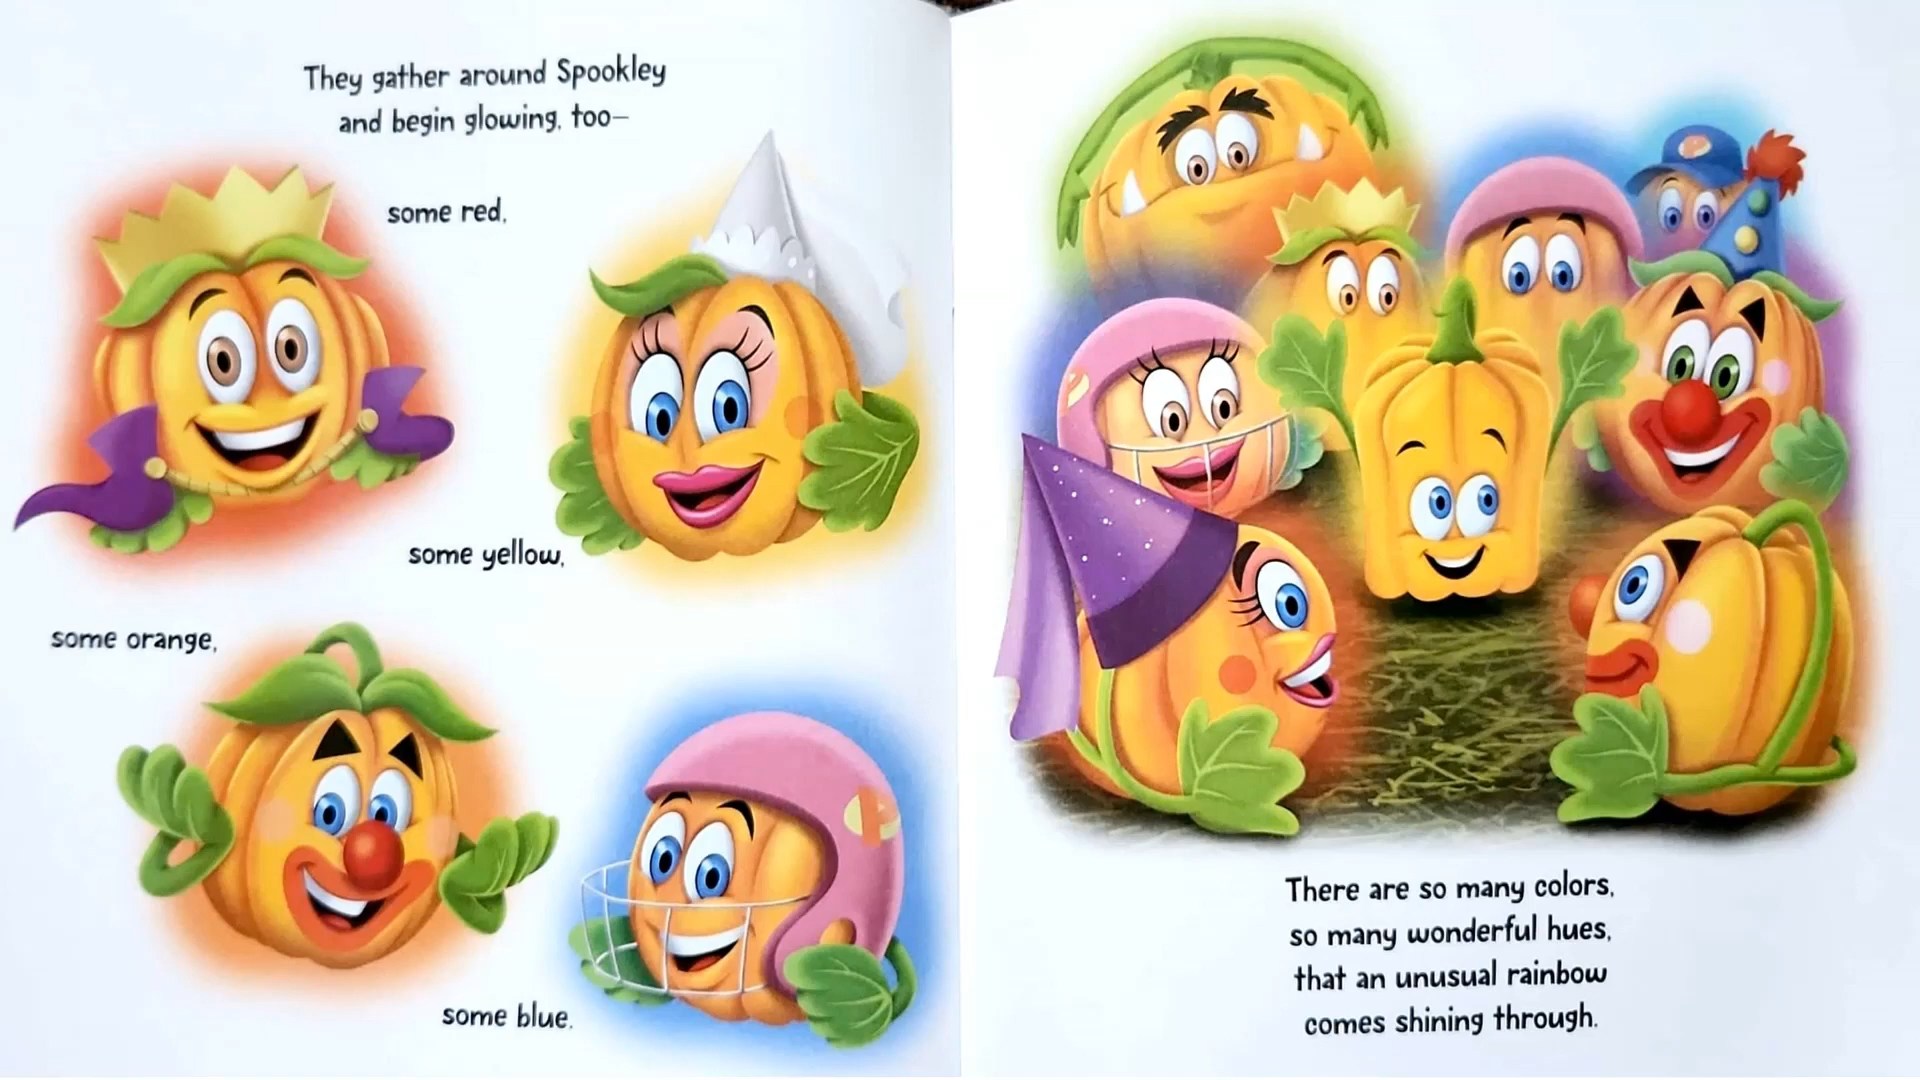 They gather around Spookley
and begin glowing, too—
some red,
some yellow,
some orange,
some blue.
There are so many colors,
so many wonderful hues,
that an unusual rainbow
comes shining through.